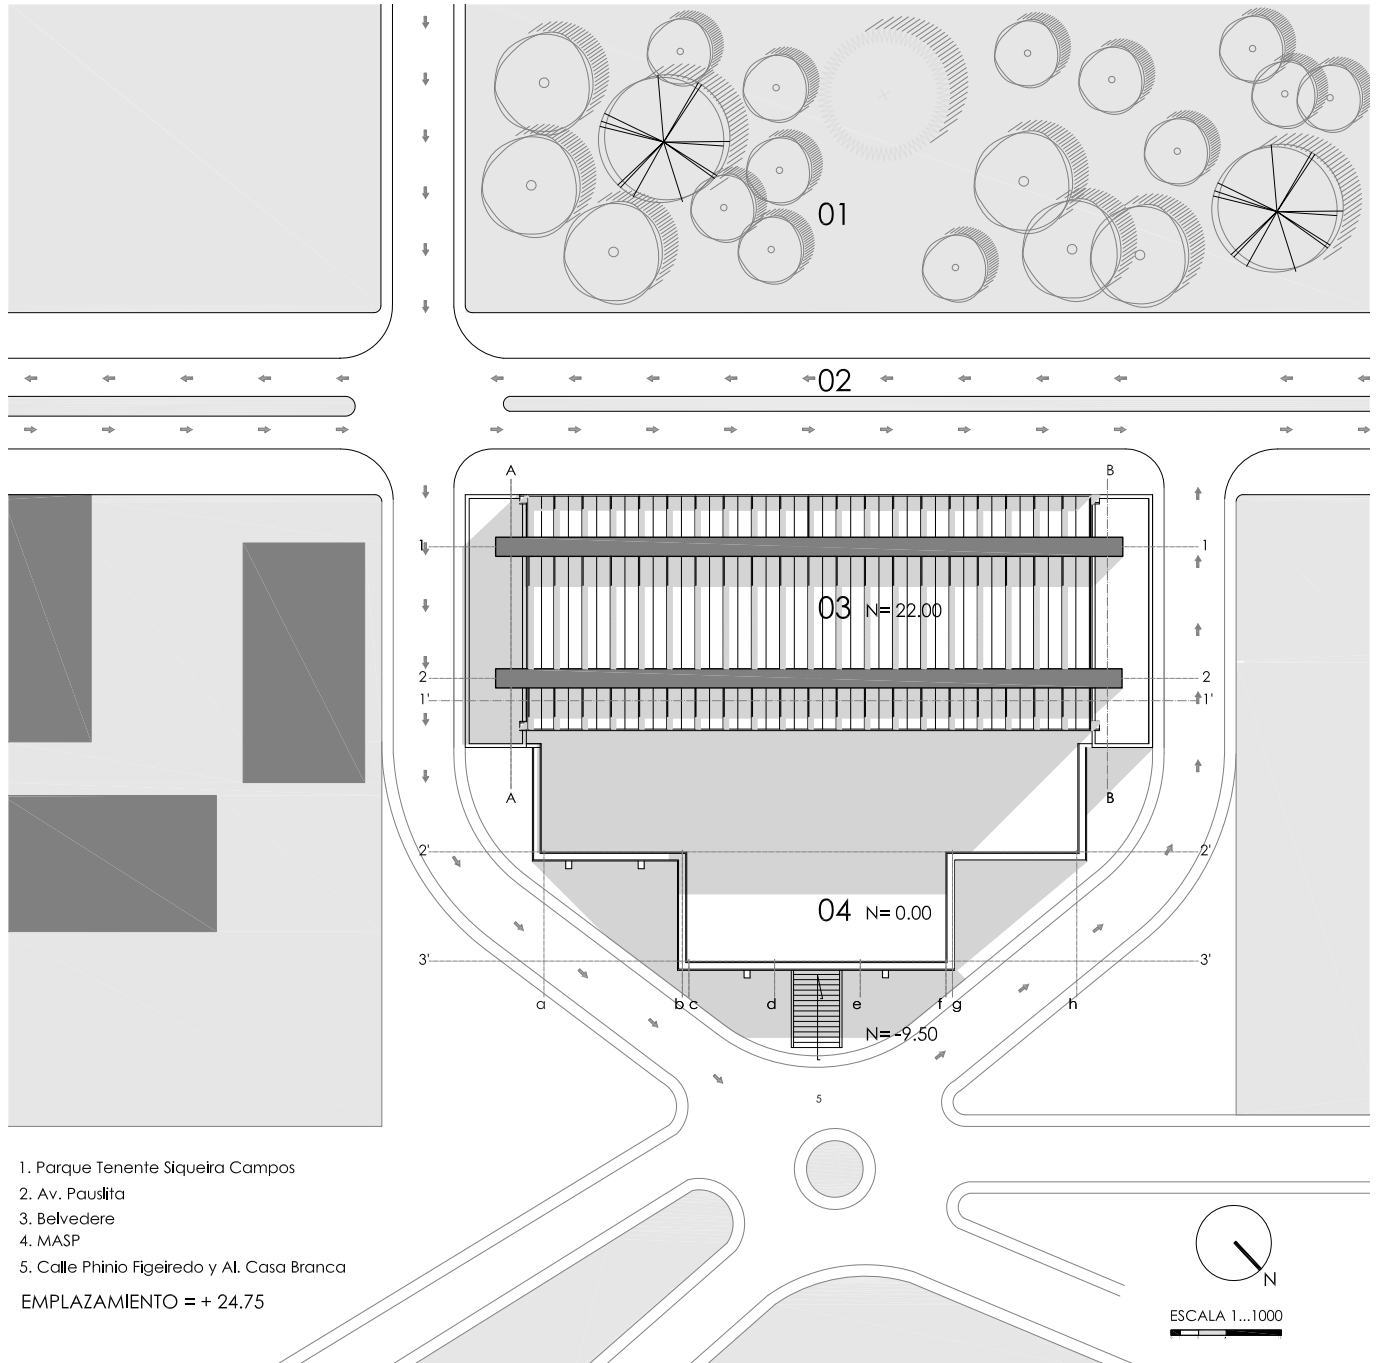 01
02
A B
1 1
03 N= 22.00
2 2
1' 1'
A B
2' 2'
04 N= 0.00
3' 3'
a b c d e f g h
N= -9.50
5
1. Parque Tenente Siqueira Campos
2. Av. Pauslita
3. Belvedere
4. MASP
5. Calle Phinio Figeiredo y Al. Casa Branca
EMPLAZAMIENTO = + 24.75
N
ESCALA 1...1000